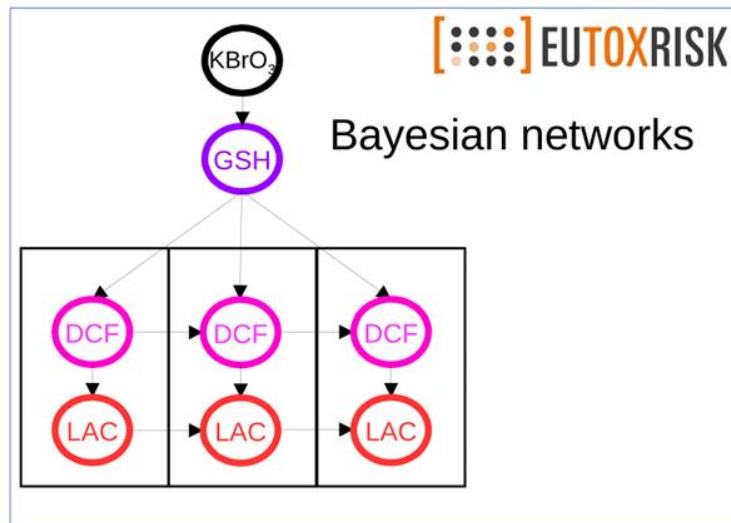 KBrO₃
EUTOXRISK
Bayesian networks
GSH
DCF DCF DCF
LAC LAC LAC